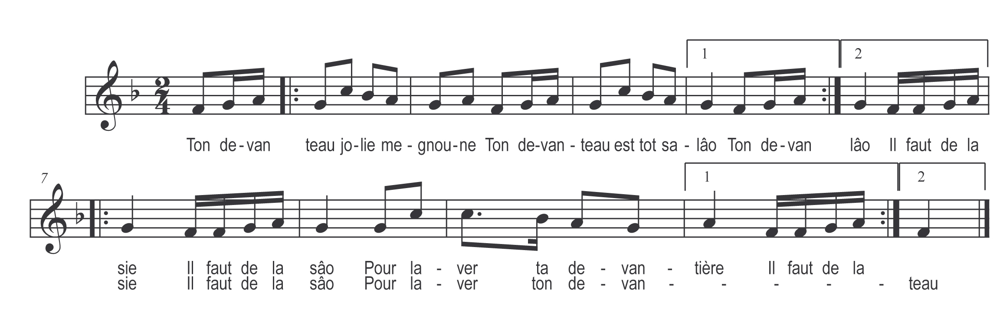 1 2
2
4
Ton de - van teau jo - lie me - gnou - ne Ton de - van - teau est tot sa - lâo Ton de - van lâo Il faut de la
7 1 2
sie Il faut de la sâo Pour la - ver ta de - van - tière Il faut de la
sie Il faut de la sâo Pour la - ver ton de - van - - - - - teau